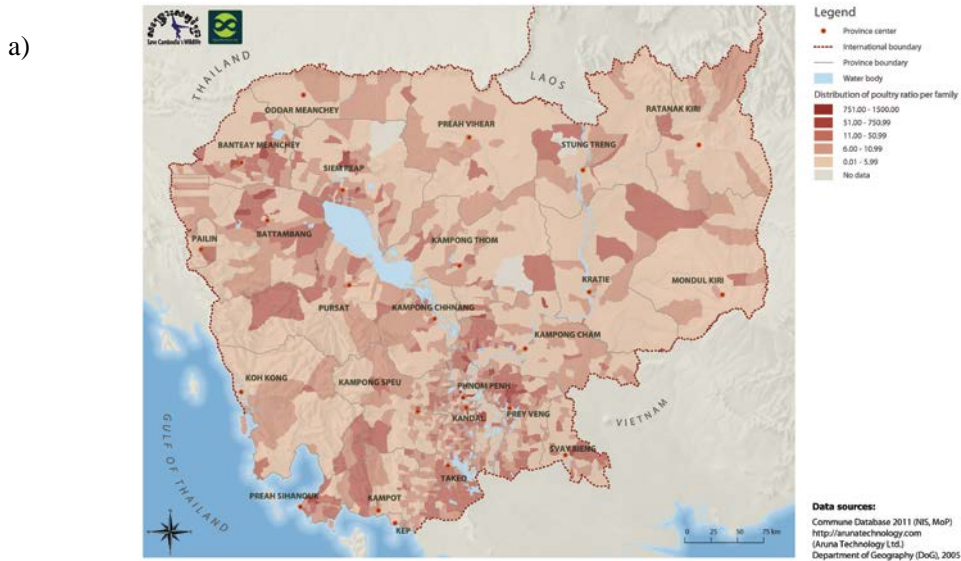 a)
Save Cambodia's Wildlife
THAILAND
LAOS
ODDAR MEANCHEY
RATANAK KIRI
PREAH VIHEAR
BANTEAY MEANCHEY
STUNG TRENG
SIEM REAP
BATTAMBANG
PAILIN
KAMPONG THOM
KRATIE
MONDUL KIRI
PURSAT
KAMPONG CHHNANG
KAMPONG CHAM
KOH KONG
KAMPONG SPEU
PHNOM PENH
KANDAL
PREY VENG
VIETNAM
GULF OF THAILAND
SVAY RIENG
TAKEO
PREAH SIHANOUK
KAMPOT
KEP
0 25 50 75 km
Legend
Province center
International boundary
Province boundary
Water body
Distribution of poultry ratio per family
751.00 - 1500.00
51.00 - 750.99
11.00 - 50.99
6.00 - 10.99
0.01 - 5.99
No data
Data sources:
Commune Database 2011 (NIS, MoP)
http://arunatechnology.com
(Aruna Technology Ltd.)
Department of Geography (DoG), 2005